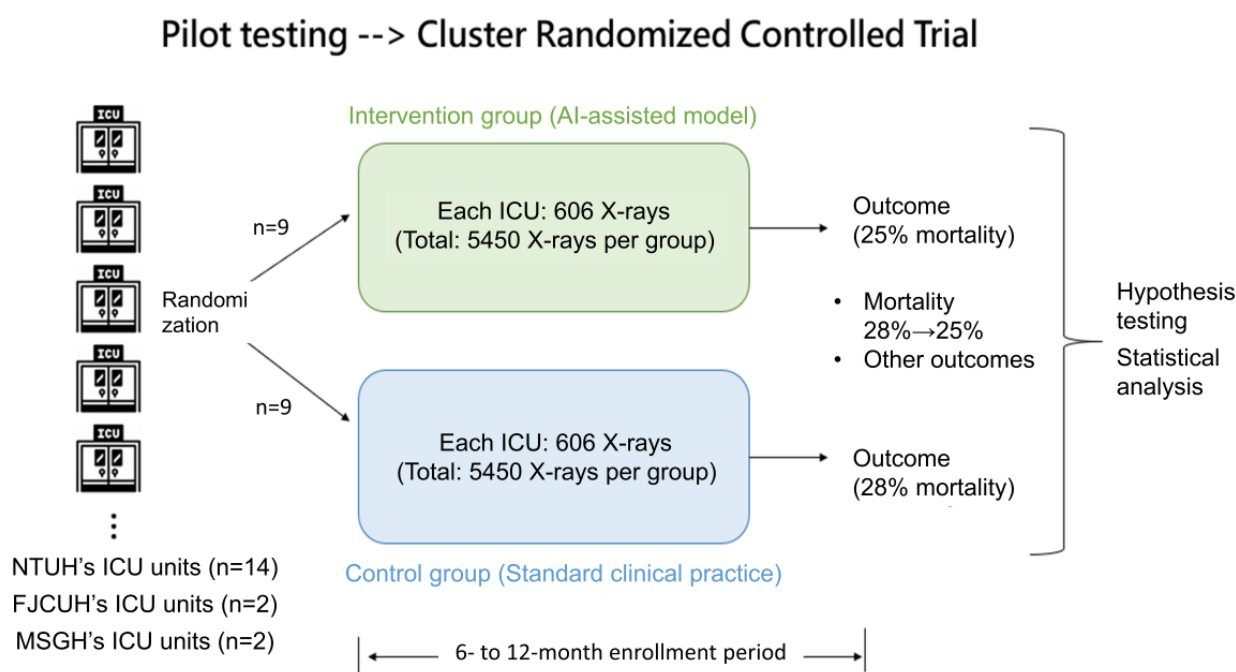 Pilot testing --> Cluster Randomized Controlled Trial
ICU
ICU
ICU
ICU
ICU
NTUH's ICU units (n=14)
FJCUH's ICU units (n=2)
MSGH's ICU units (n=2)
Randomi
zation
n=9
n=9
Intervention group (AI-assisted model)
Each ICU: 606 X-rays
(Total: 5450 X-rays per group)
Each ICU: 606 X-rays
(Total: 5450 X-rays per group)
Control group (Standard clinical practice)
6- to 12-month enrollment period
Outcome
(25% mortality)
• Mortality
28%→25%
• Other outcomes
Outcome
(28% mortality)
Hypothesis
testing
Statistical
analysis